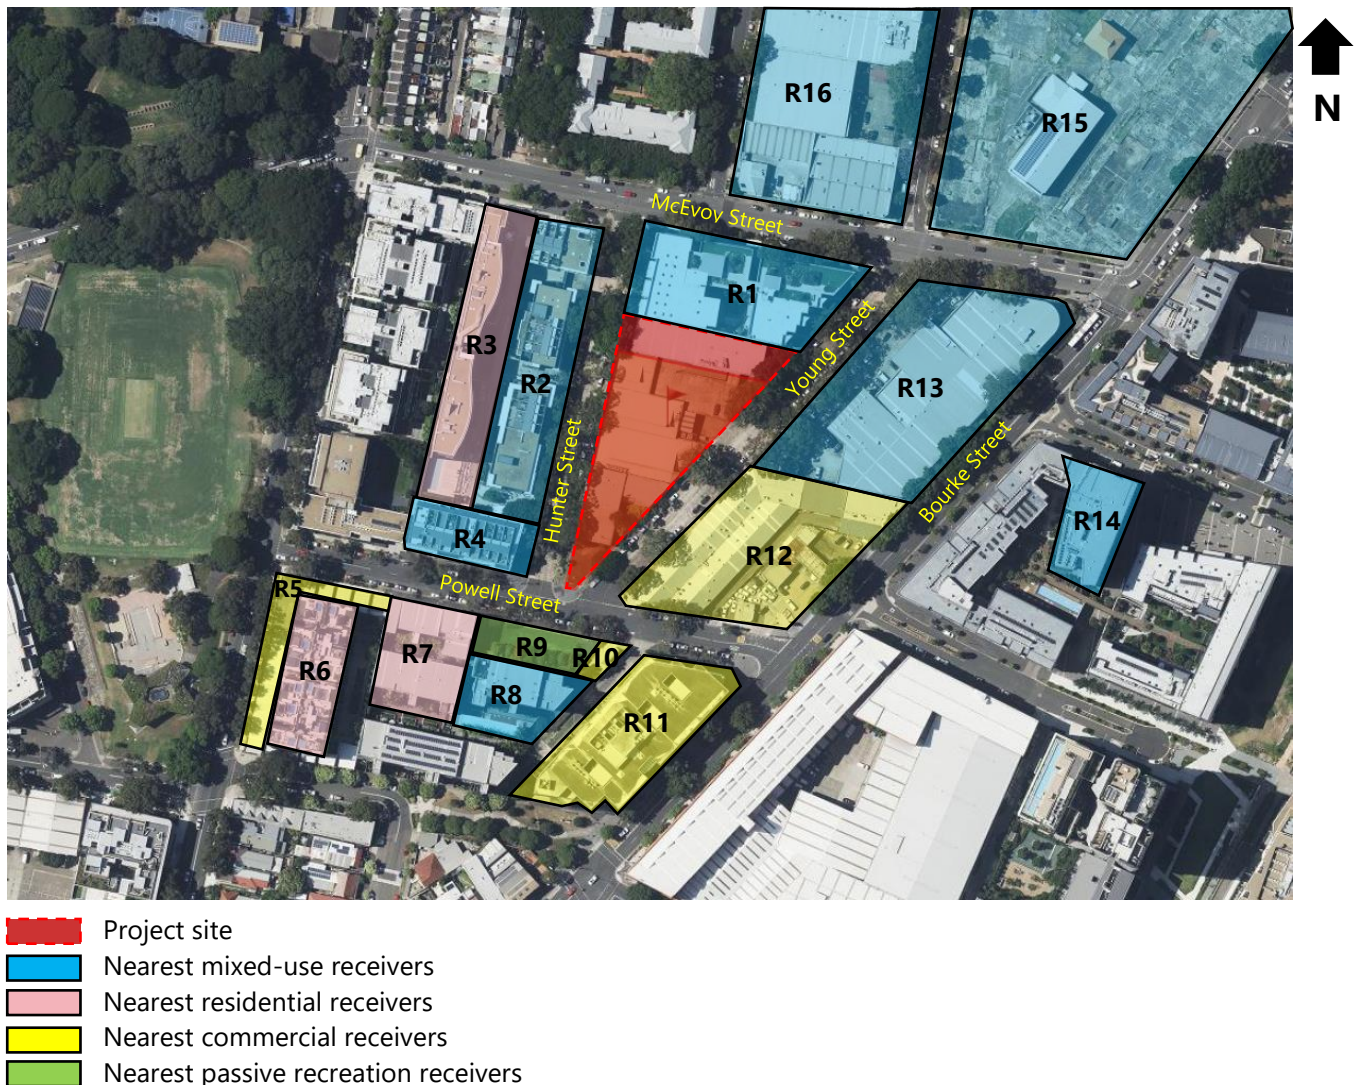 N
R16
R15
McEvoy Street
R1
R3
R2
Young Street
R13
Hunter Street
Bourke Street
R14
R4
R12
Powell Street
R5
R6
R7
R9
R10
R8
R11
Project site
Nearest mixed-use receivers
Nearest residential receivers
Nearest commercial receivers
Nearest passive recreation receivers